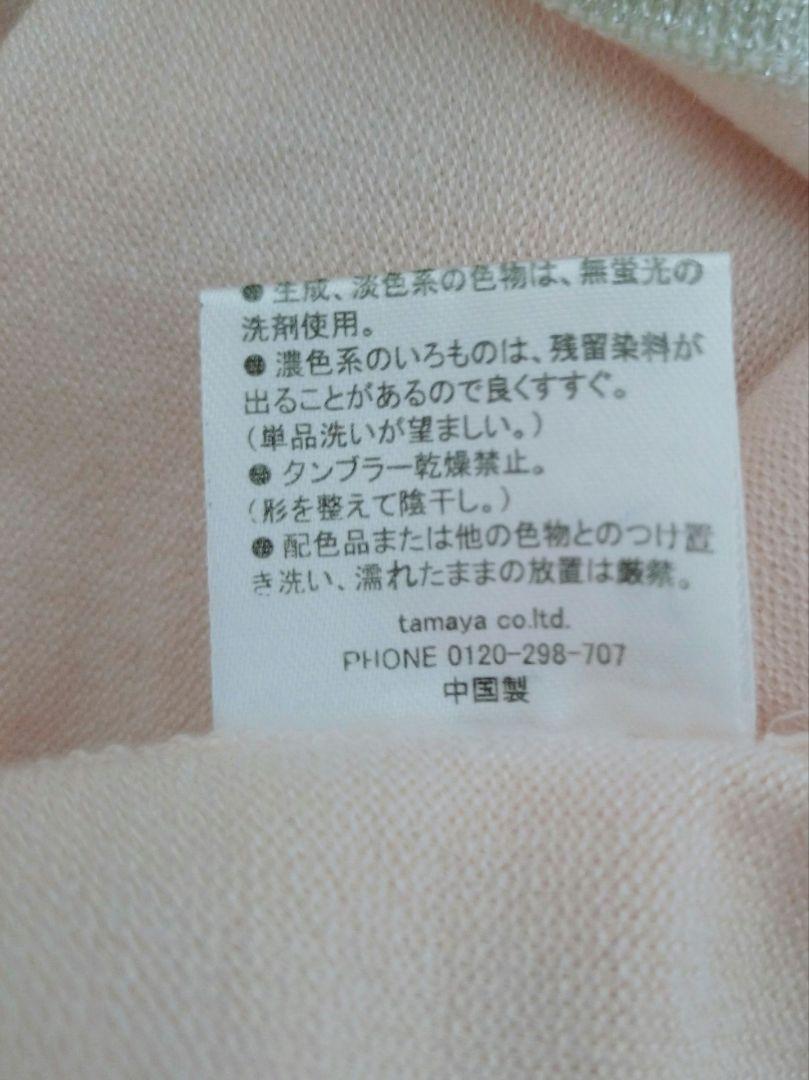 ● 生成、淡色系の色物は、無蛍光の
洗剤使用。
● 濃色系のいろものは、残留染料が
出ることがあるので良くすすぐ。
（単品洗いが望ましい。）
● タンブラー乾燥禁止。
（形を整えて陰干し。）
● 配色品または他の色物とのつけ置
き洗い、濡れたままの放置は厳禁。
tamaya co.ltd.
PHONE 0120-298-707
中国製